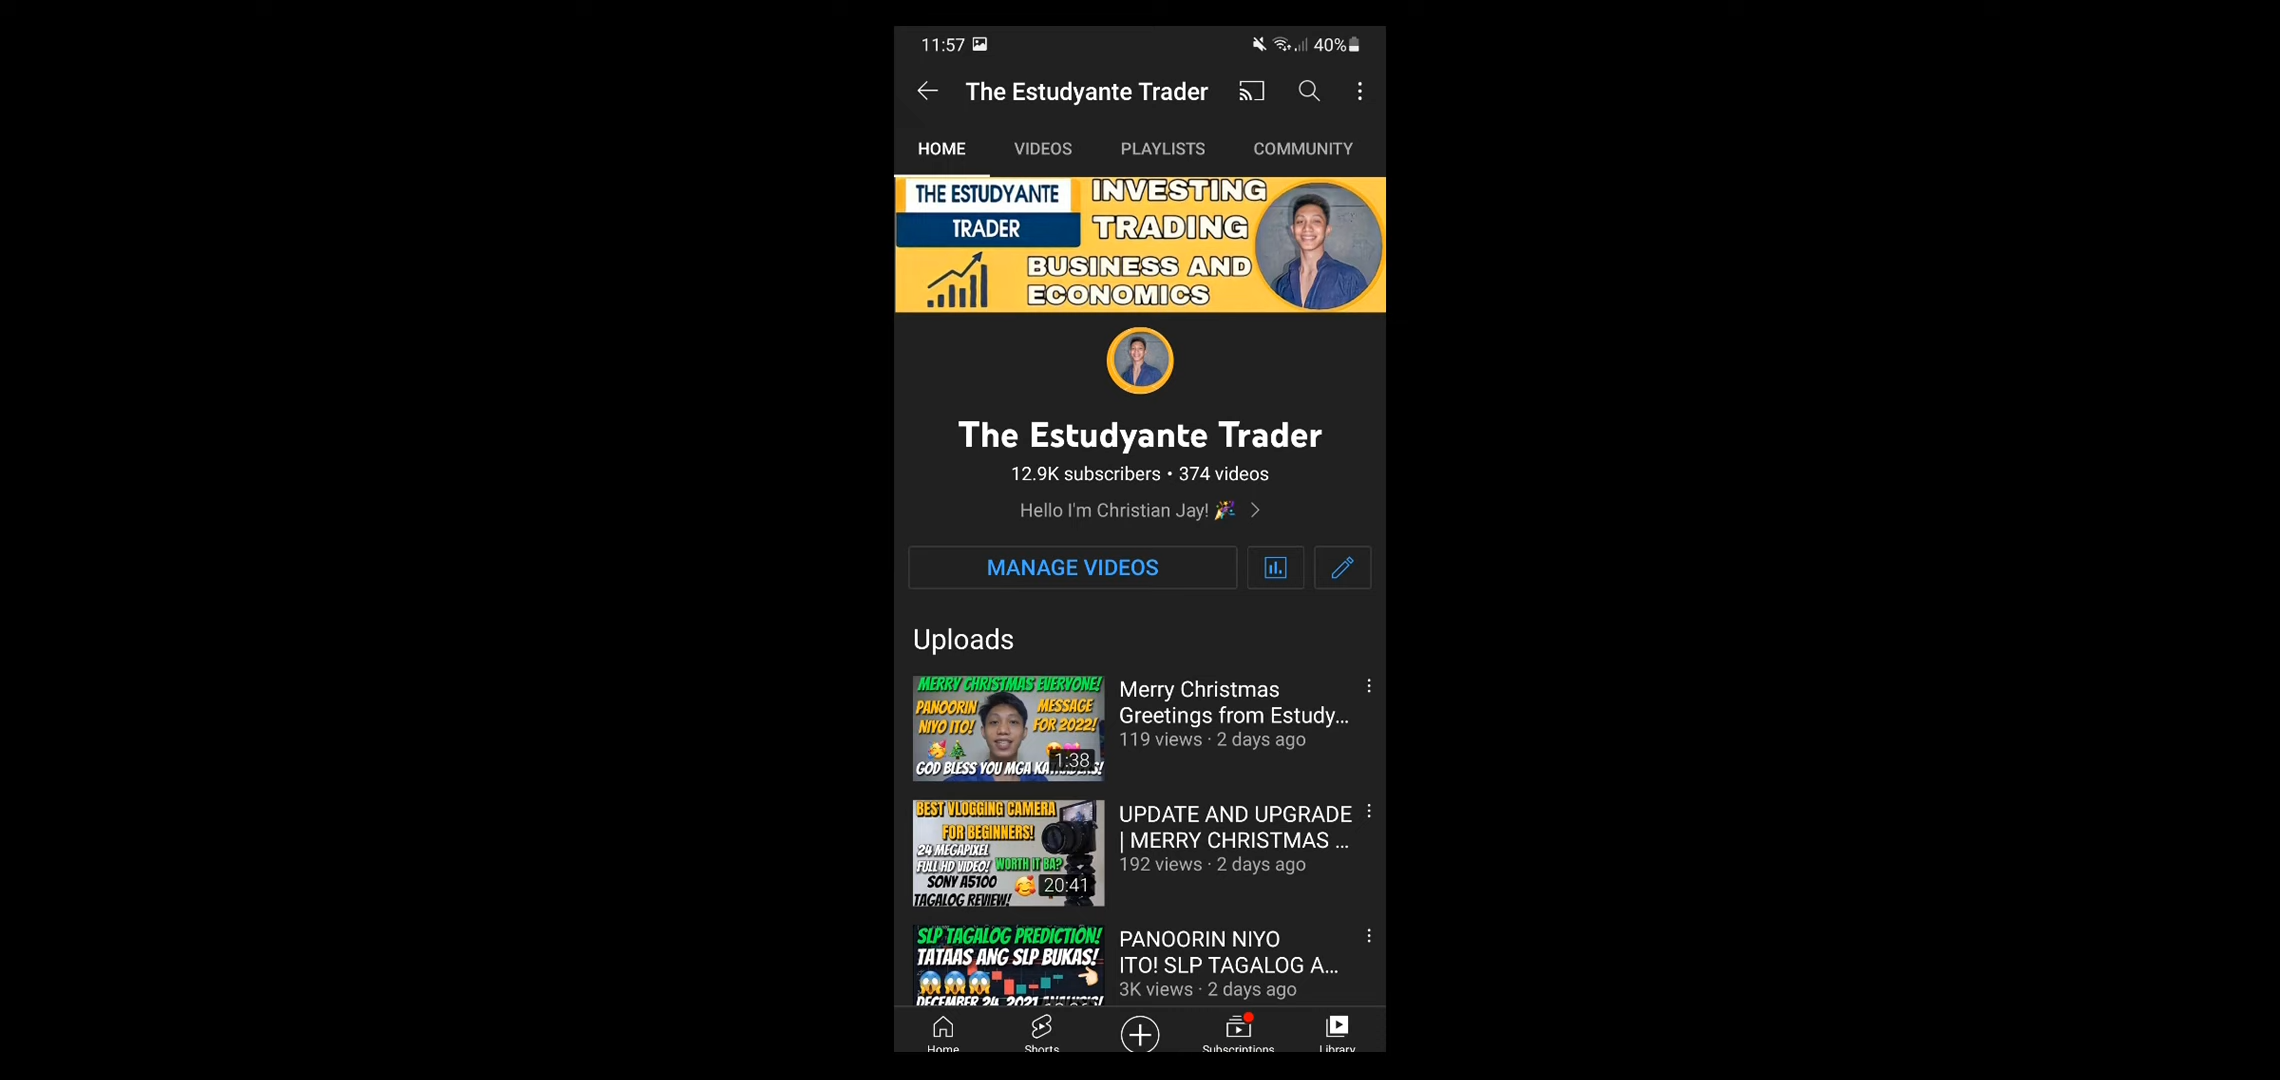 11:57 40%
The Estudyante Trader
HOME VIDEOS PLAYLISTS COMMUNITY
THE ESTUDYANTE
TRADER
INVESTING
TRADING
BUSINESS AND
ECONOMICS
The Estudyante Trader
12.9K subscribers • 374 videos
Hello I'm Christian Jay! 🎉
MANAGE VIDEOS
Uploads
MERRY CHRISTMAS EVERYONE!
PANOORIN
NIYO ITO!
MESSAGE
FOR 2022!
1:38
GOD BLESS YOU MGA
Merry Christmas
Greetings from Estudy...
119 views · 2 days ago
BEST VLOGGING CAMERA
FOR BEGINNERS!
24 MEGAPIXEL
FULL HD VIDEO! WORTH IT BA?
SONY A5100
TAGALOG REVIEW!
20:41
UPDATE AND UPGRADE
| MERRY CHRISTMAS ...
192 views · 2 days ago
SLP TAGALOG PREDICTION!
TATAAS ANG SLP BUKAS!
DECEMBER 24, 2021 ANALYSIS!
PANOORIN NIYO
ITO! SLP TAGALOG A...
3K views · 2 days ago
Home Shorts Subscriptions Library